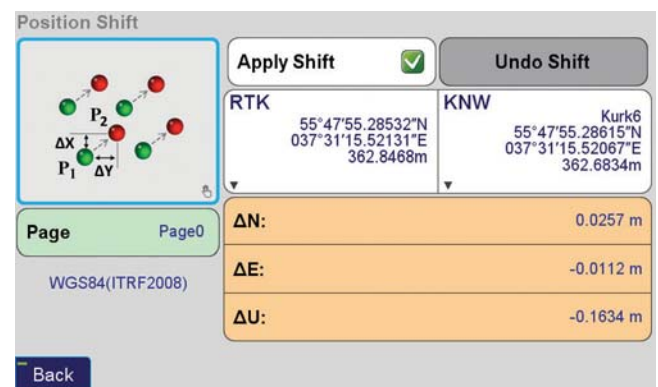 Position Shift
P2
ΔX
P1
ΔY
Apply Shift
Undo Shift
RTK
55°47'55.28532"N
037°31'15.52131"E
362.8468m
KNW
Kurk6
55°47'55.28615"N
037°31'15.52067"E
362.6834m
Page Page0
WGS84(ITRF2008)
ΔN: 0.0257 m
ΔE: -0.0112 m
ΔU: -0.1634 m
Back